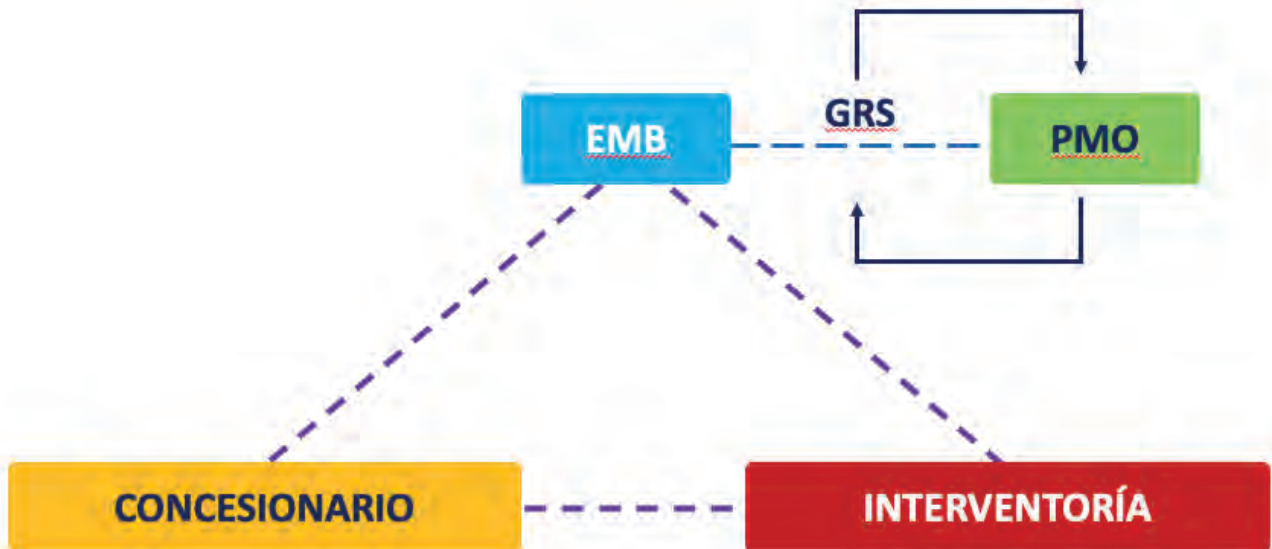 GRS
EMB
PMO
CONCESIONARIO
INTERVENTORÍA